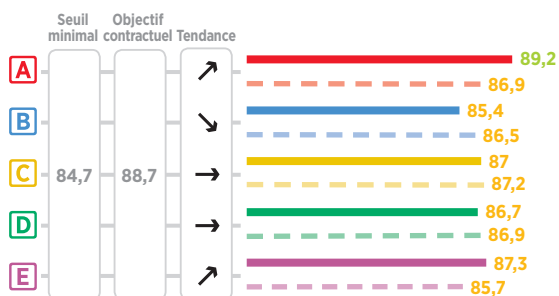 Seuil minimal
Objectif contractuel
Tendance
A
89,2
86,9
B
85,4
86,5
C
84,7
88,7
87
87,2
D
86,7
86,9
E
87,3
85,7